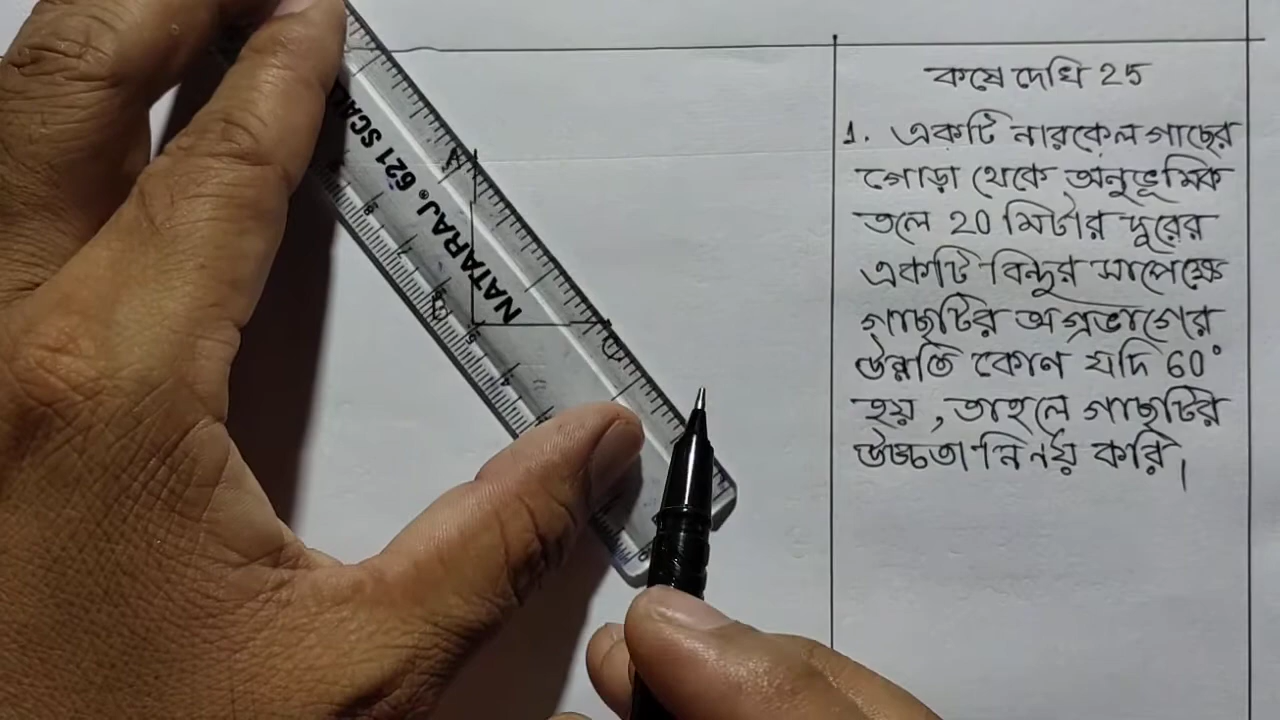 কষে দেখি 25
1. একটি নারকেল গাছের
গোড়া থেকে অনুভূমিক
তলে 20 মিটার দূরের
একটি বিন্দুর সাপেক্ষে
গাছটির অগ্রভাগের
উন্নতি কোণ যদি 60°
হয়, তাহলে গাছটির
উচ্চতা নির্ণয় করি।
NATARAJ® 621
A